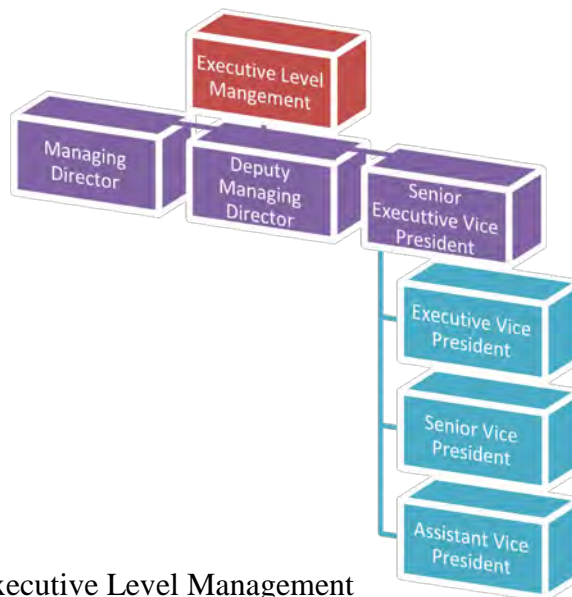 Executive Level
Mangement
Managing
Director
Deputy
Managing
Director
Senior
Executtive Vice
President
Executive Vice
President
Senior Vice
President
Assistant Vice
President
xecutive Level Management